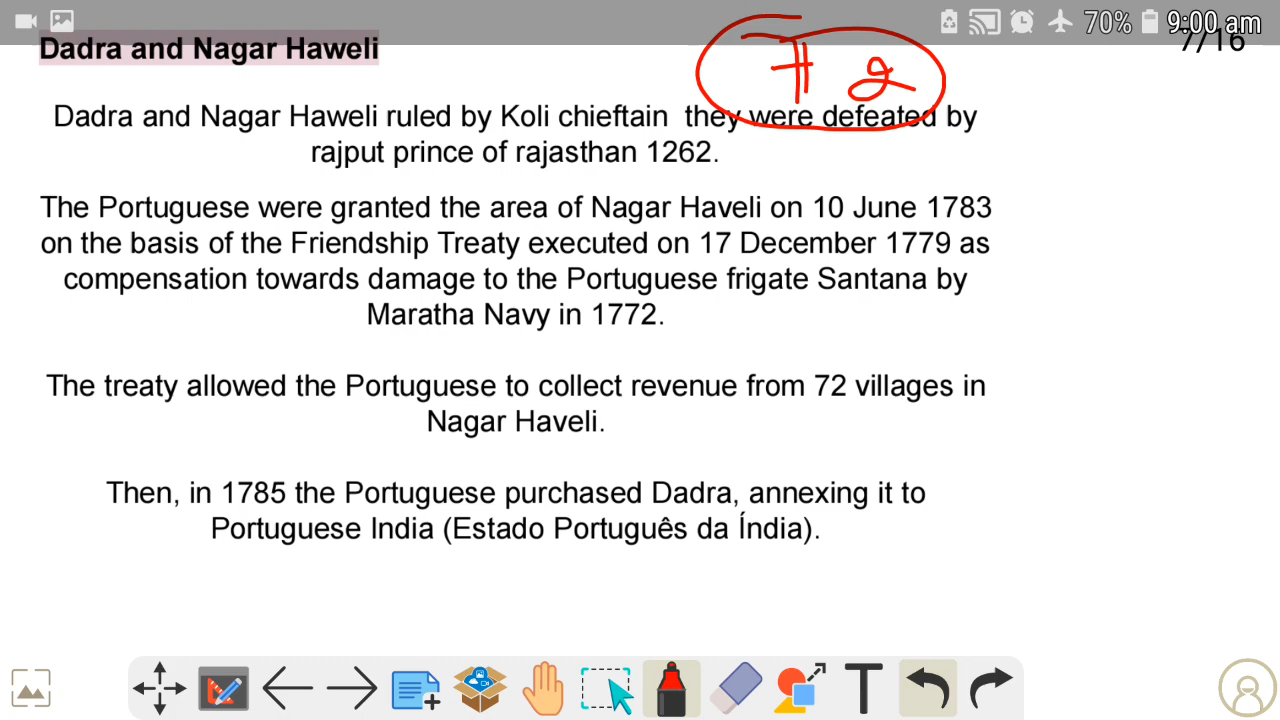 70% 9:00 am
7/16
Dadra and Nagar Haweli
Dadra and Nagar Haweli ruled by Koli chieftain they were defeated by
rajput prince of rajasthan 1262.
The Portuguese were granted the area of Nagar Haveli on 10 June 1783
on the basis of the Friendship Treaty executed on 17 December 1779 as
compensation towards damage to the Portuguese frigate Santana by
Maratha Navy in 1772.
The treaty allowed the Portuguese to collect revenue from 72 villages in
Nagar Haveli.
Then, in 1785 the Portuguese purchased Dadra, annexing it to
Portuguese India (Estado Português da Índia).
T